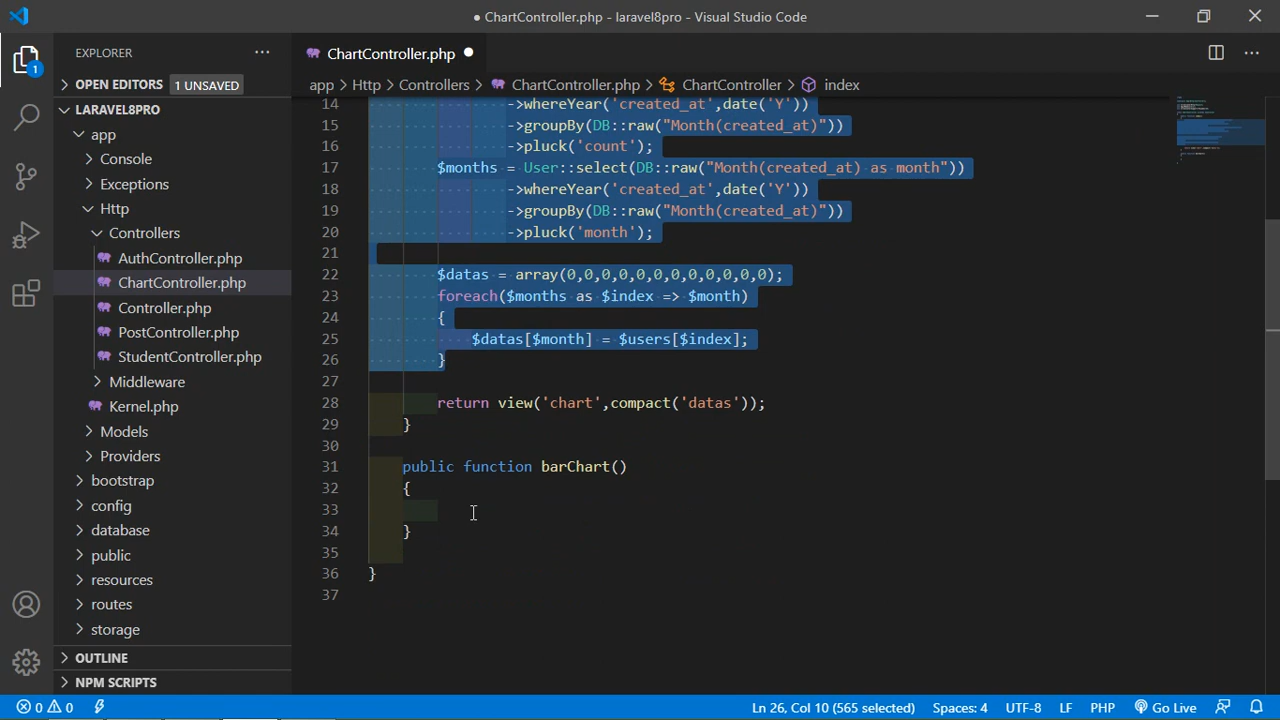 ● ChartController.php - laravel8pro - Visual Studio Code
EXPLORER
ChartController.php
OPEN EDITORS 1 UNSAVED
app > Http > Controllers > ChartController.php > ChartController > index
LARAVEL8PRO
app
Console
Exceptions
Http
Controllers
AuthController.php
ChartController.php
Controller.php
PostController.php
StudentController.php
Middleware
Kernel.php
Models
Providers
bootstrap
config
database
public
resources
routes
storage
OUTLINE
NPM SCRIPTS
1
14 ->whereYear('created_at',date('Y'))
15 ->groupBy(DB::raw("Month(created_at)"))
16 ->pluck('count');
17 $months = User::select(DB::raw("Month(created_at) as month"))
18 ->whereYear('created_at',date('Y'))
19 ->groupBy(DB::raw("Month(created_at)"))
20 ->pluck('month');
21
22 $datas = array(0,0,0,0,0,0,0,0,0,0,0,0);
23 foreach($months as $index => $month)
24 {
25 $datas[$month] = $users[$index];
26 }
27
28 return view('chart',compact('datas'));
29 }
30
31 public function barChart()
32 {
33
34 }
35
36 }
37
0 0 Ln 26, Col 10 (565 selected) Spaces: 4 UTF-8 LF PHP Go Live